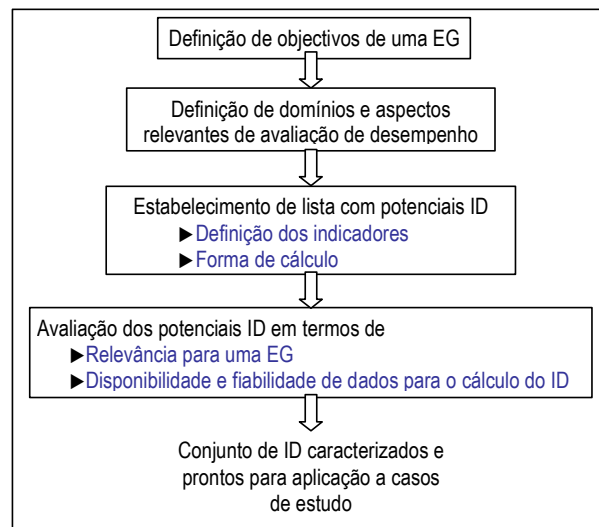 Definição de objectivos de uma EG
Definição de domínios e aspectos
relevantes de avaliação de desempenho
Estabelecimento de lista com potenciais ID
►Definição dos indicadores
►Forma de cálculo
Avaliação dos potenciais ID em termos de
►Relevância para uma EG
►Disponibilidade e fiabilidade de dados para o cálculo do ID
Conjunto de ID caracterizados e
prontos para aplicação a casos
de estudo